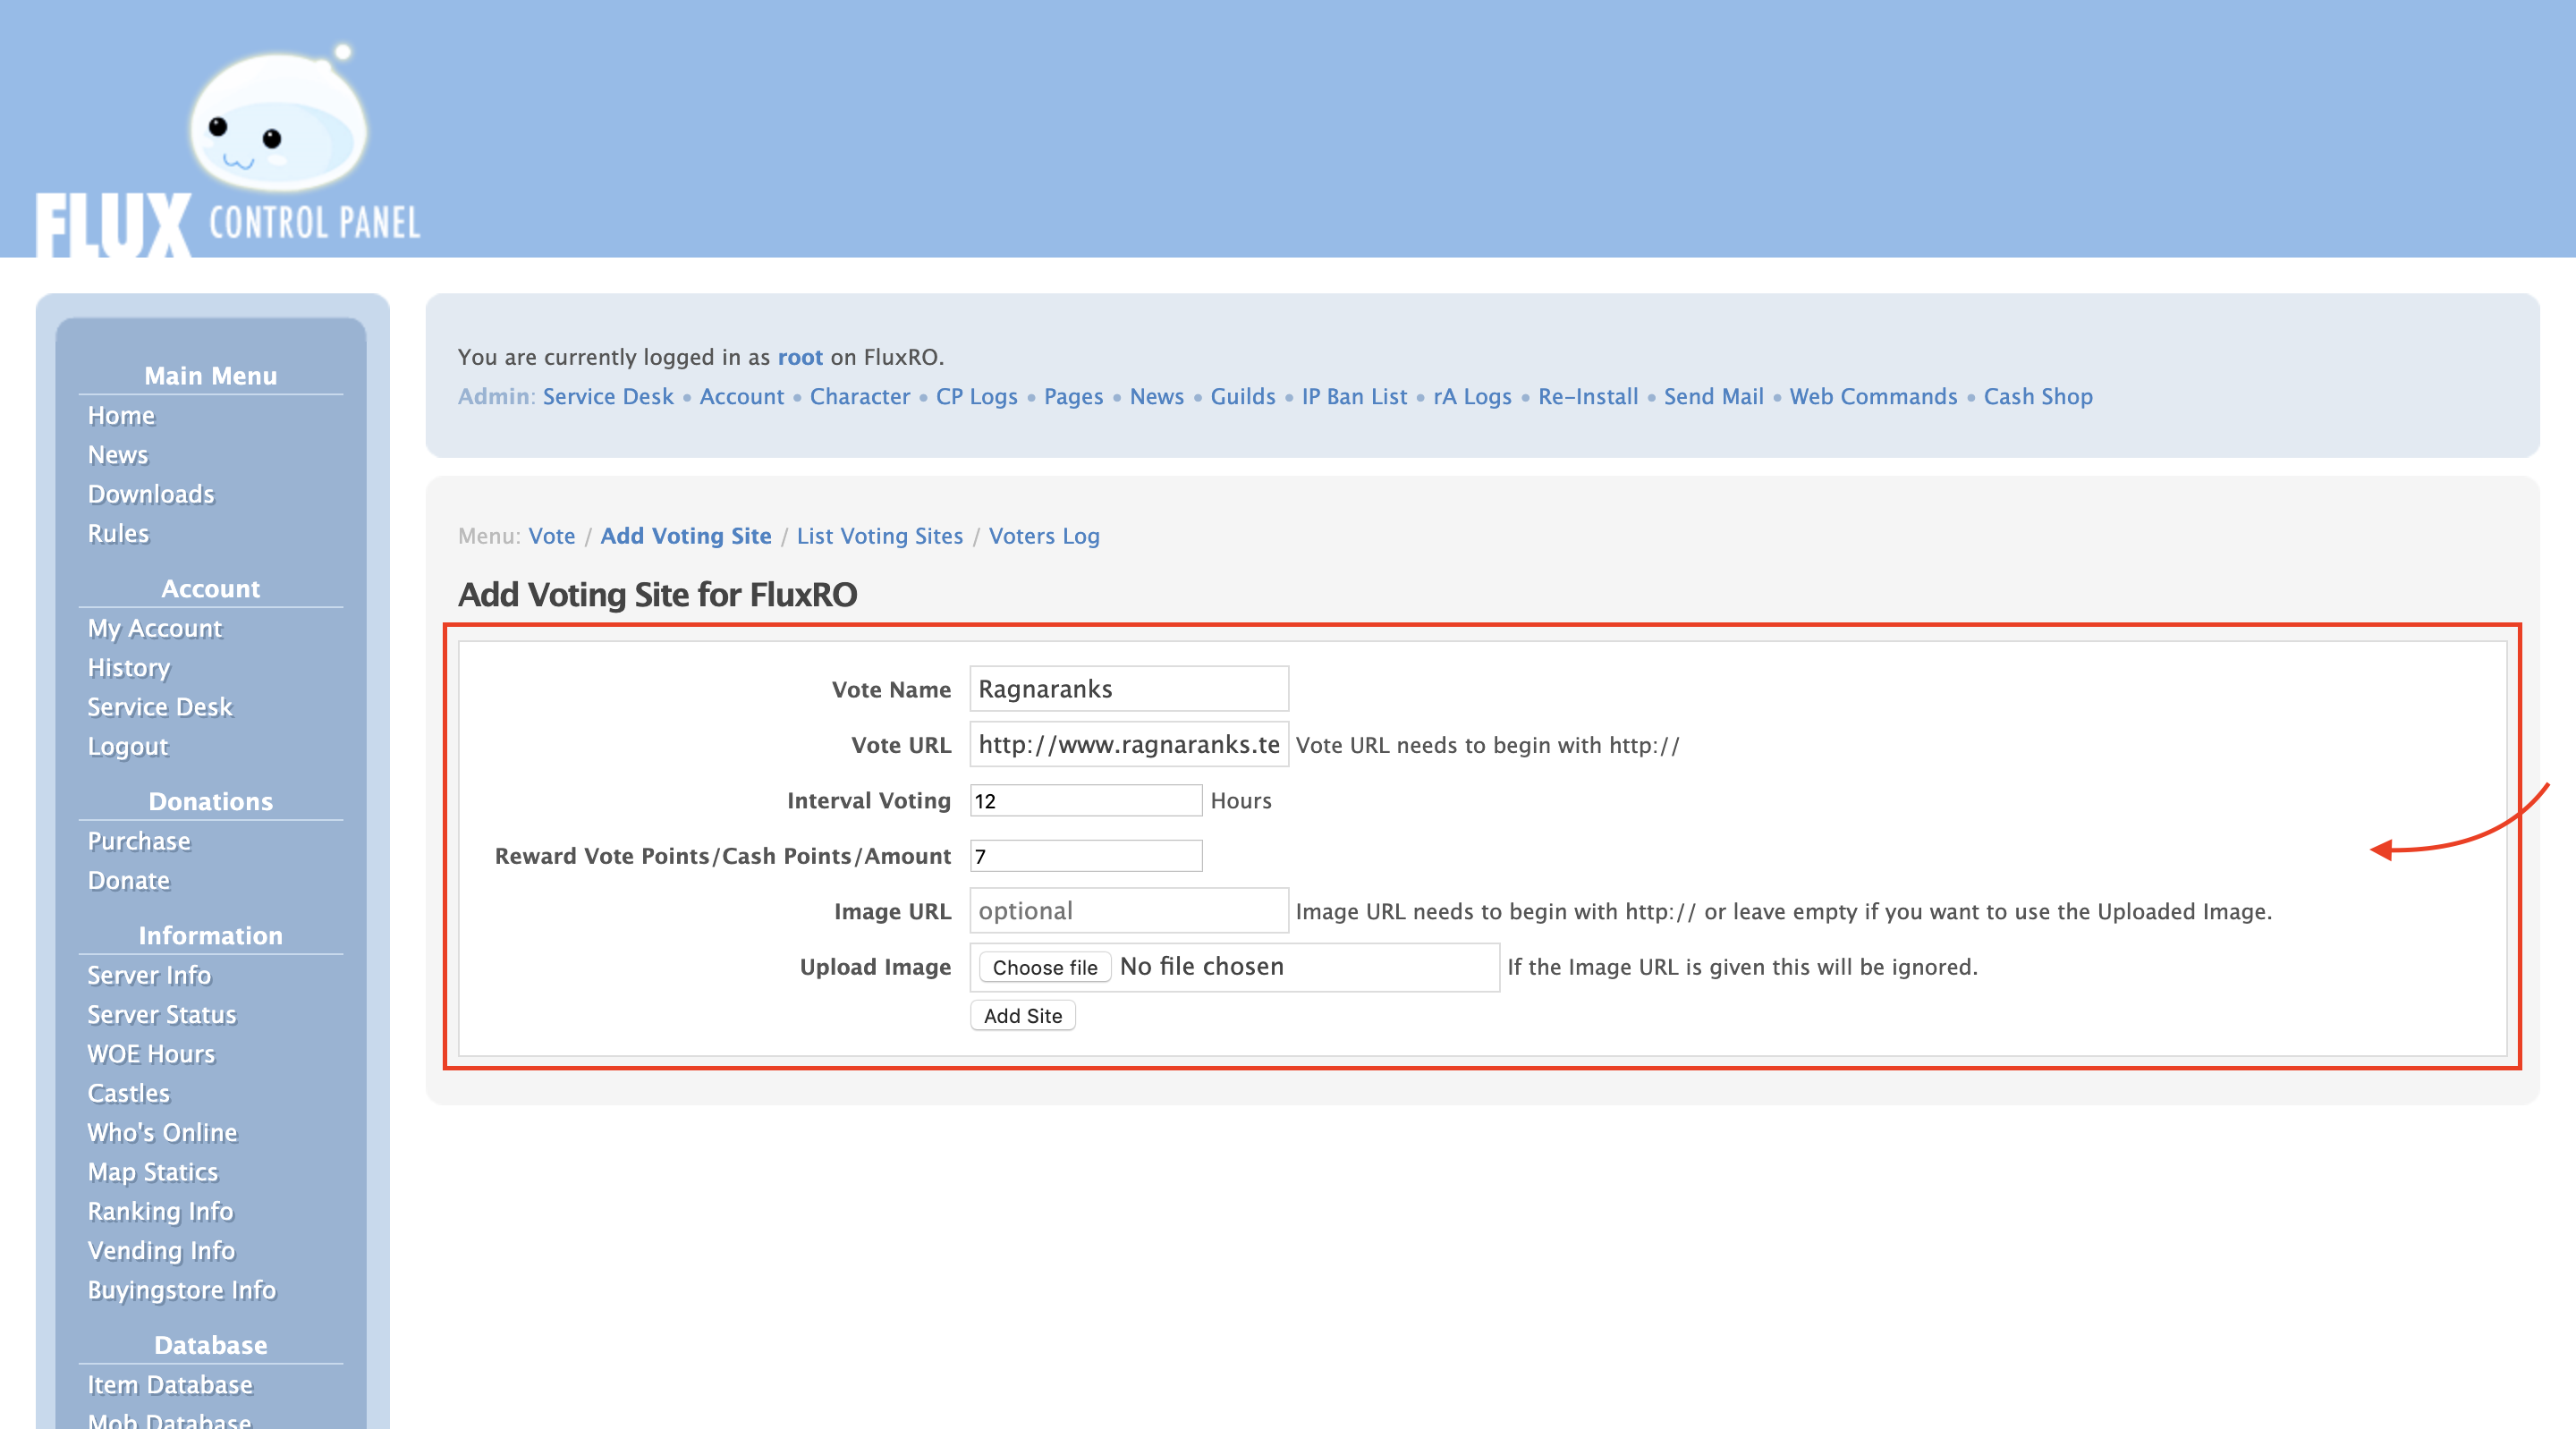 FLUX CONTROL PANEL
Main Menu
Home
News
Downloads
Rules
Account
My Account
History
Service Desk
Logout
Donations
Purchase
Donate
Information
Server Info
Server Status
WOE Hours
Castles
Who's Online
Map Statics
Ranking Info
Vending Info
Buyingstore Info
Database
Item Database
Mob Database
You are currently logged in as root on FluxRO.
Admin: Service Desk • Account • Character • CP Logs • Pages • News • Guilds • IP Ban List • rA Logs • Re-Install • Send Mail • Web Commands • Cash Shop
Menu: Vote / Add Voting Site / List Voting Sites / Voters Log
Add Voting Site for FluxRO
Vote Name Ragnaranks
Vote URL http://www.ragnaranks.te Vote URL needs to begin with http://
Interval Voting 12 Hours
Reward Vote Points/Cash Points/Amount 7
Image URL optional Image URL needs to begin with http:// or leave empty if you want to use the Uploaded Image.
Upload Image Choose file No file chosen If the Image URL is given this will be ignored.
Add Site